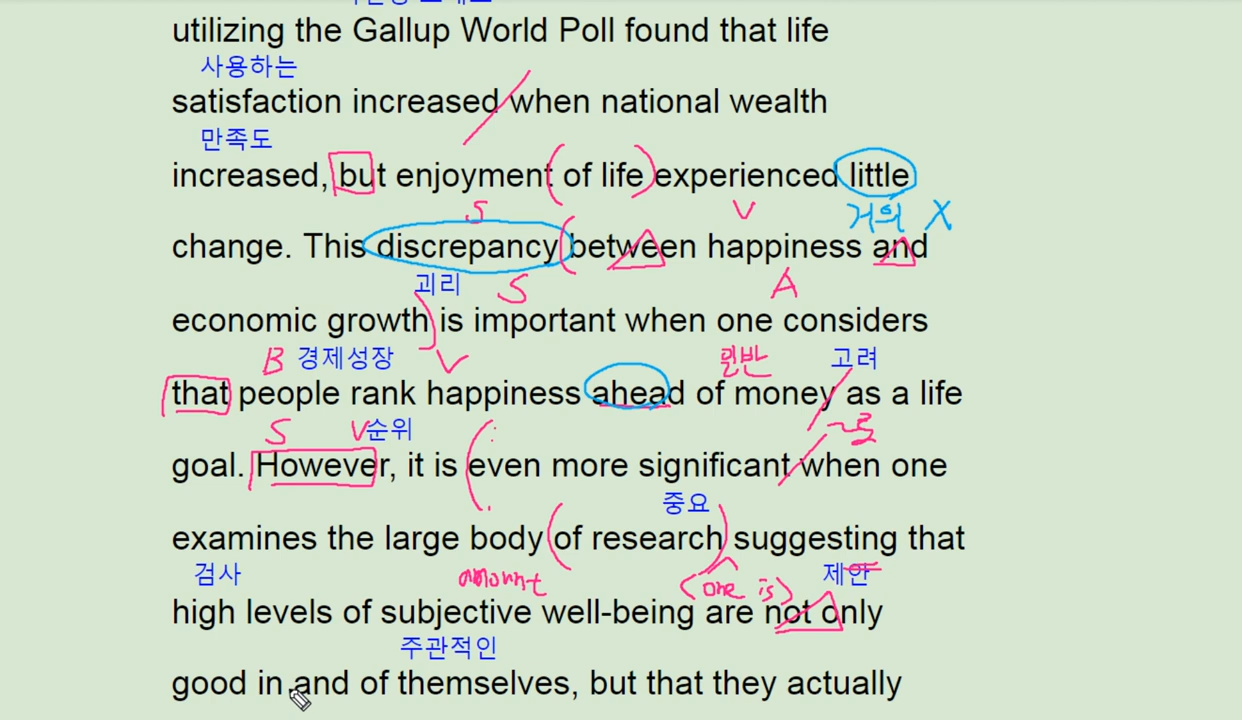 utilizing the Gallup World Poll found that life
사용하는
satisfaction increased when national wealth
만족도
increased, but enjoyment of life experienced little
S V 거의 X
change. This discrepancy between happiness and
괴리 S A
economic growth is important when one considers
B 경제성장 V 일반 고려
that people rank happiness ahead of money as a life
S V 순위 ~로
goal. However, it is even more significant when one
중요
examines the large body of research suggesting that
검사 amount (one is) 제안
high levels of subjective well-being are not only
주관적인
good in and of themselves, but that they actually